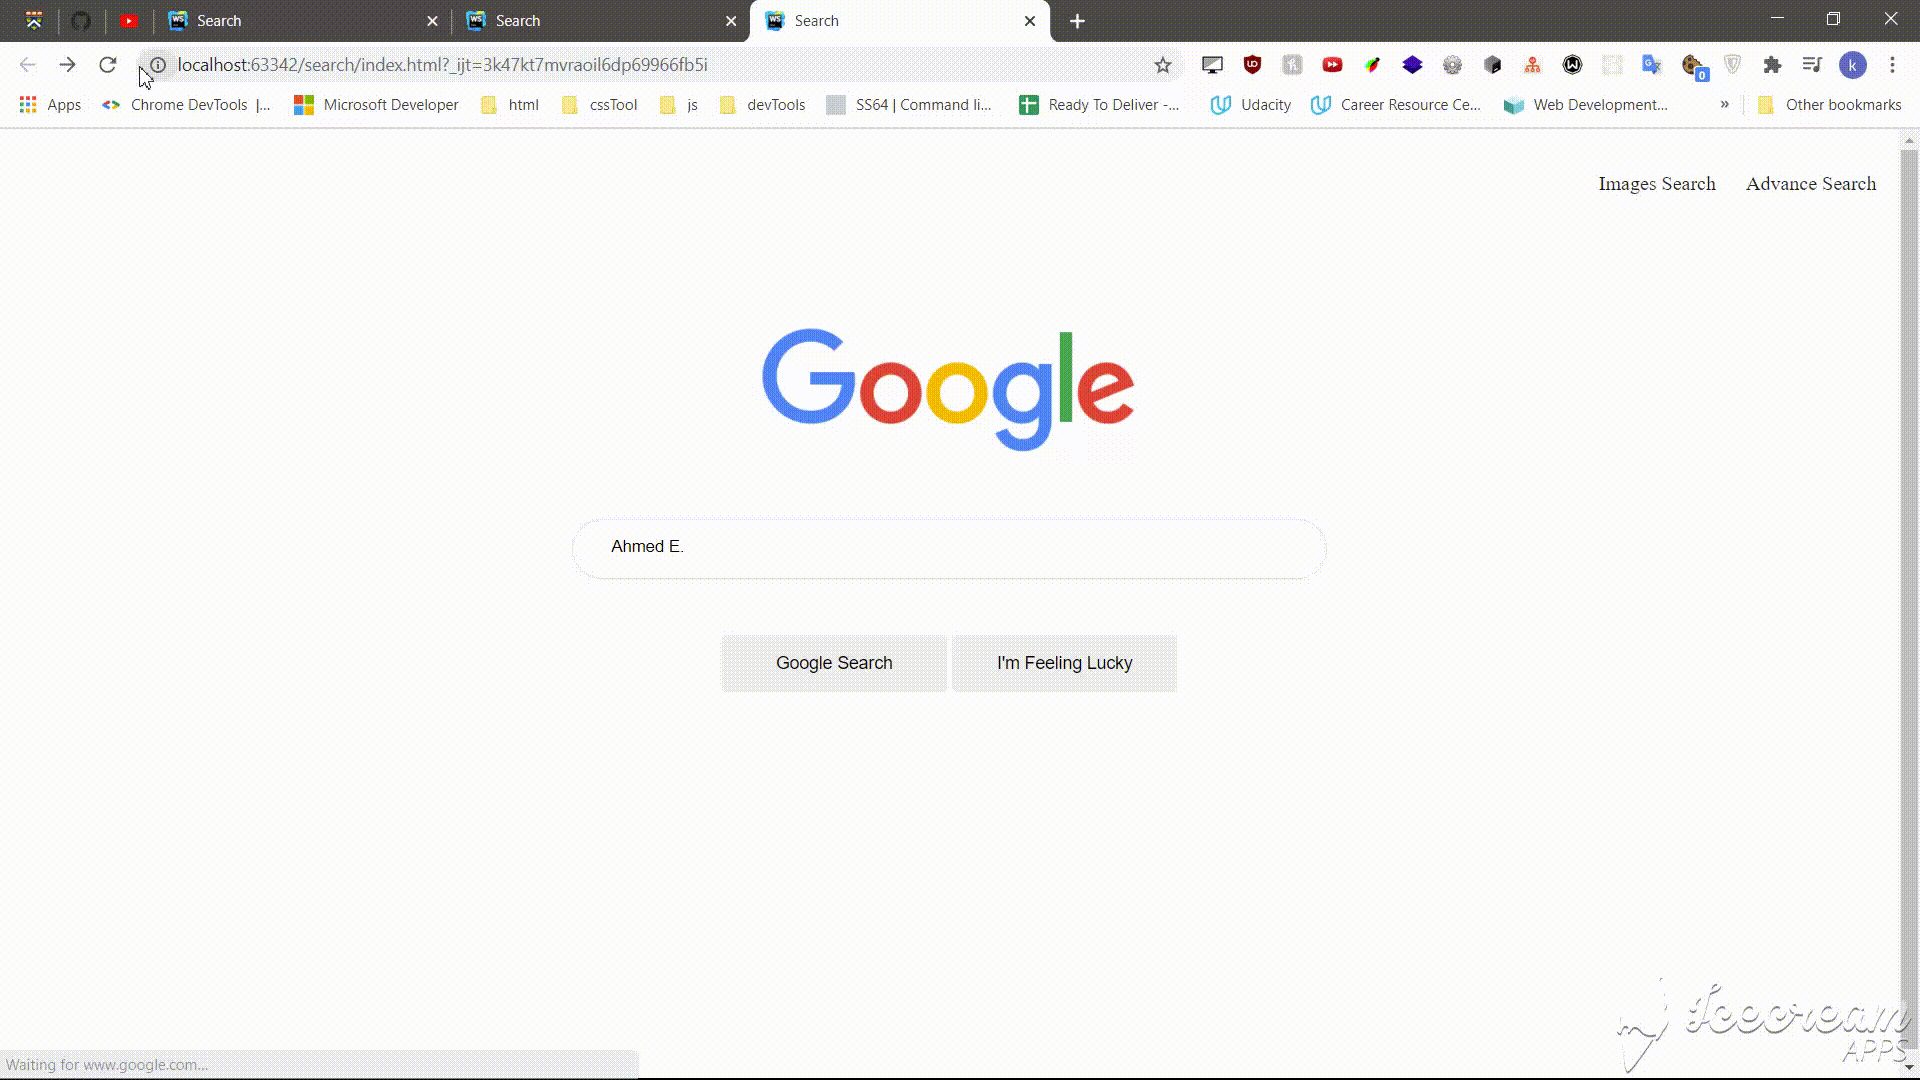 Search
Search
Search
localhost:63342/search/index.html?_ijt=3k47kt7mvraoil6dp69966fb5i
0
k
Apps
Chrome DevTools |...
Microsoft Developer
html
cssTool
js
devTools
SS64 | Command li...
Ready To Deliver -...
Udacity
Career Resource Ce...
Web Development...
»
Other bookmarks
Images Search
Advance Search
Google
Ahmed E.
Google Search
I'm Feeling Lucky
Icecream
APPS
Waiting for www.google.com...